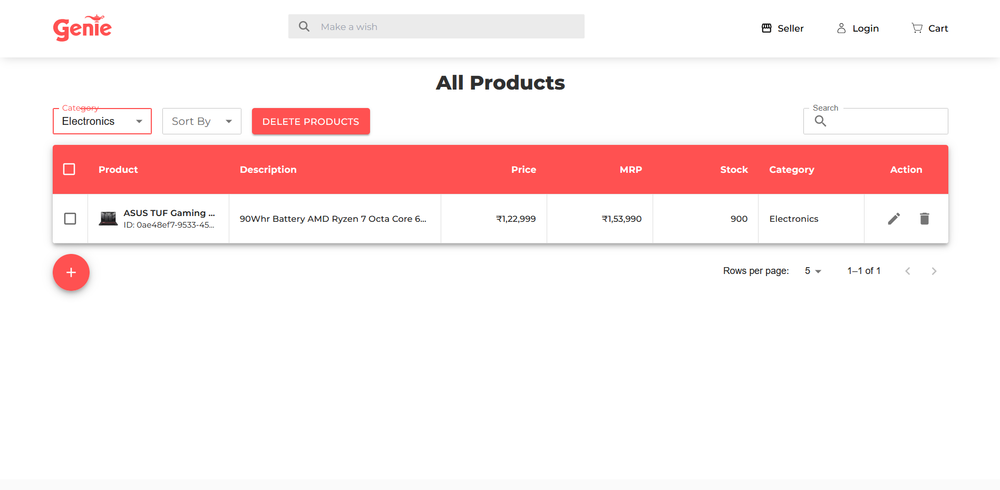 Genie
Make a wish
Seller
Login
Cart
All Products
Category
Electronics
Sort By
DELETE PRODUCTS
Search
Product Description Price MRP Stock Category Action
ASUS TUF Gaming ...
ID: 0ae48ef7-9533-45...
90Whr Battery AMD Ryzen 7 Octa Core 6...
₹1,22,999
₹1,53,990
900
Electronics
+
Rows per page: 5 1–1 of 1